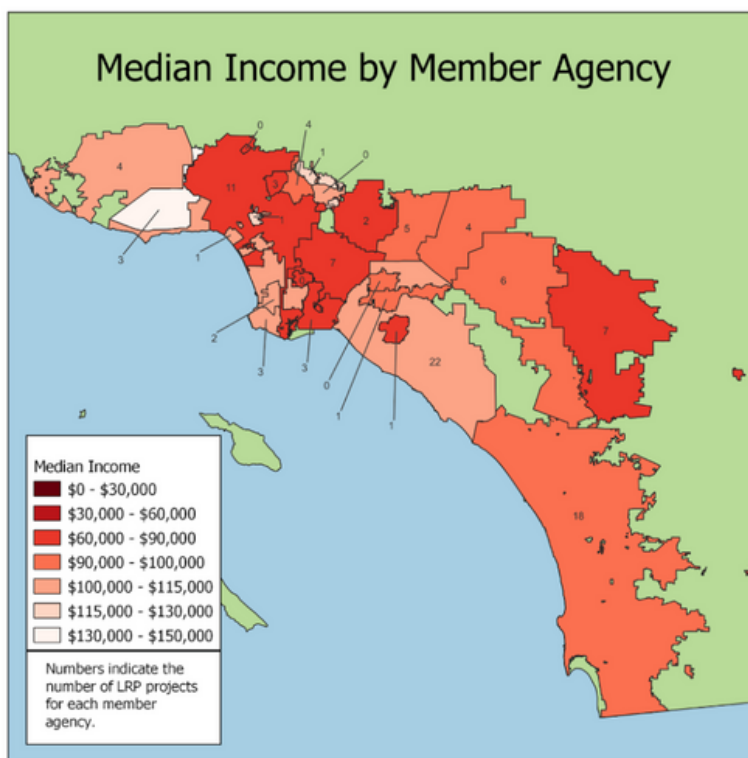 Median Income by Member Agency
0
4
1
0
4
11
3
2
5
4
6
7
1
7
3
0
2
3
3
0
1
1
22
18
Median Income
$0 - $30,000
$30,000 - $60,000
$60,000 - $90,000
$90,000 - $100,000
$100,000 - $115,000
$115,000 - $130,000
$130,000 - $150,000
Numbers indicate the
number of LRP projects
for each member
agency.